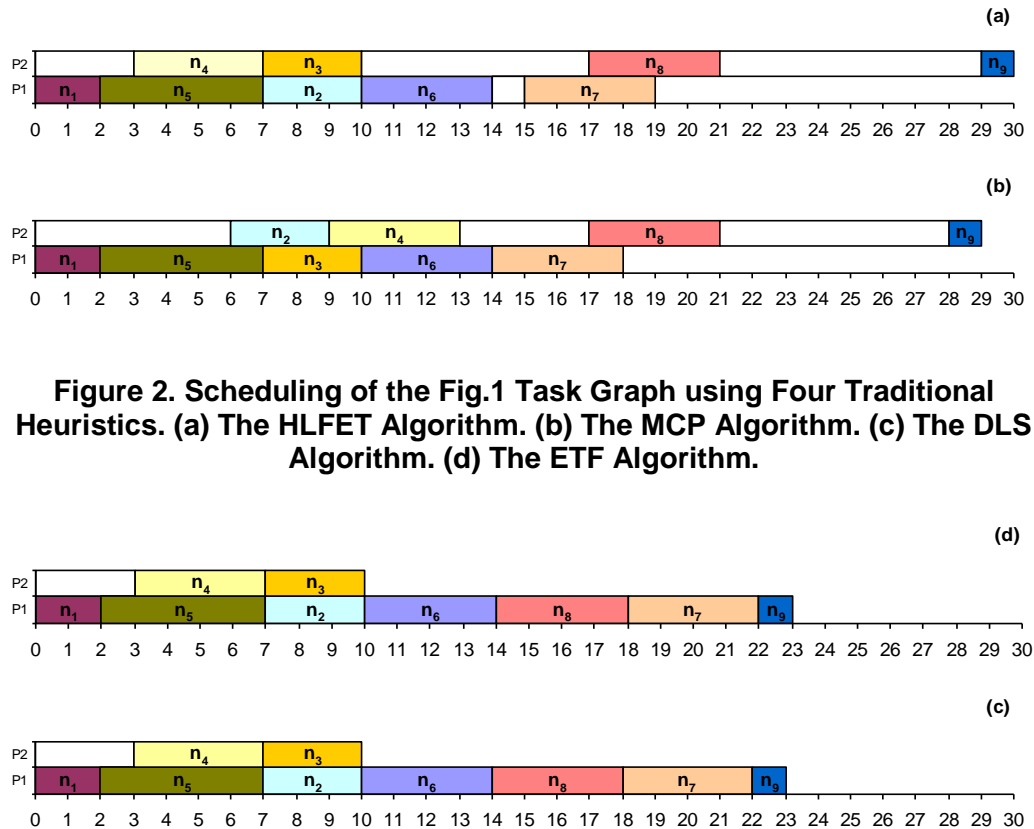 (a)
P2 n4 n3 n8 n9
P1 n1 n5 n2 n6 n7
0 1 2 3 4 5 6 7 8 9 10 11 12 13 14 15 16 17 18 19 20 21 22 23 24 25 26 27 28 29 30
(b)
P2 n2 n4 n8 n9
P1 n1 n5 n3 n6 n7
0 1 2 3 4 5 6 7 8 9 10 11 12 13 14 15 16 17 18 19 20 21 22 23 24 25 26 27 28 29 30
Figure 2. Scheduling of the Fig.1 Task Graph using Four Traditional
Heuristics. (a) The HLFET Algorithm. (b) The MCP Algorithm. (c) The DLS
Algorithm. (d) The ETF Algorithm.
(d)
P2 n4 n3
P1 n1 n5 n2 n6 n8 n7 n9
0 1 2 3 4 5 6 7 8 9 10 11 12 13 14 15 16 17 18 19 20 21 22 23 24 25 26 27 28 29 30
(c)
P2 n4 n3
P1 n1 n5 n2 n6 n8 n7 n9
0 1 2 3 4 5 6 7 8 9 10 11 12 13 14 15 16 17 18 19 20 21 22 23 24 25 26 27 28 29 30